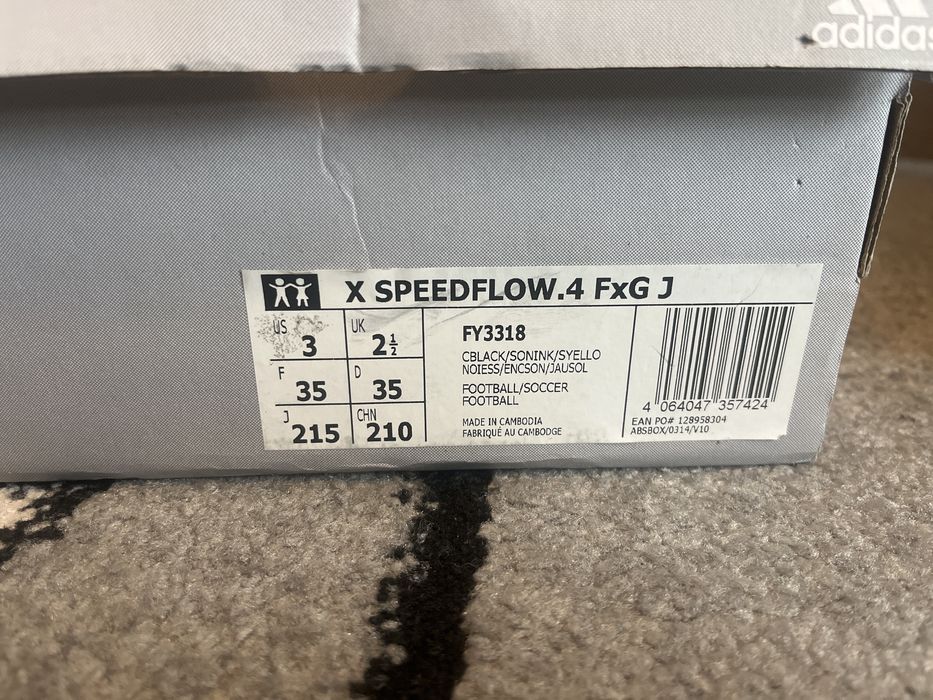 adidas
X SPEEDFLOW.4 FxG J
US 3
UK 2½
F 35
D 35
J 215
CHN 210
FY3318
CBLACK/SONINK/SYELLO
NOIESS/ENCSON/JAUSOL
FOOTBALL/SOCCER
FOOTBALL
MADE IN CAMBODIA
FABRIQUÉ AU CAMBODGE
4 064047 357424
EAN PO# 128958304
ABSBOX/0314/V10